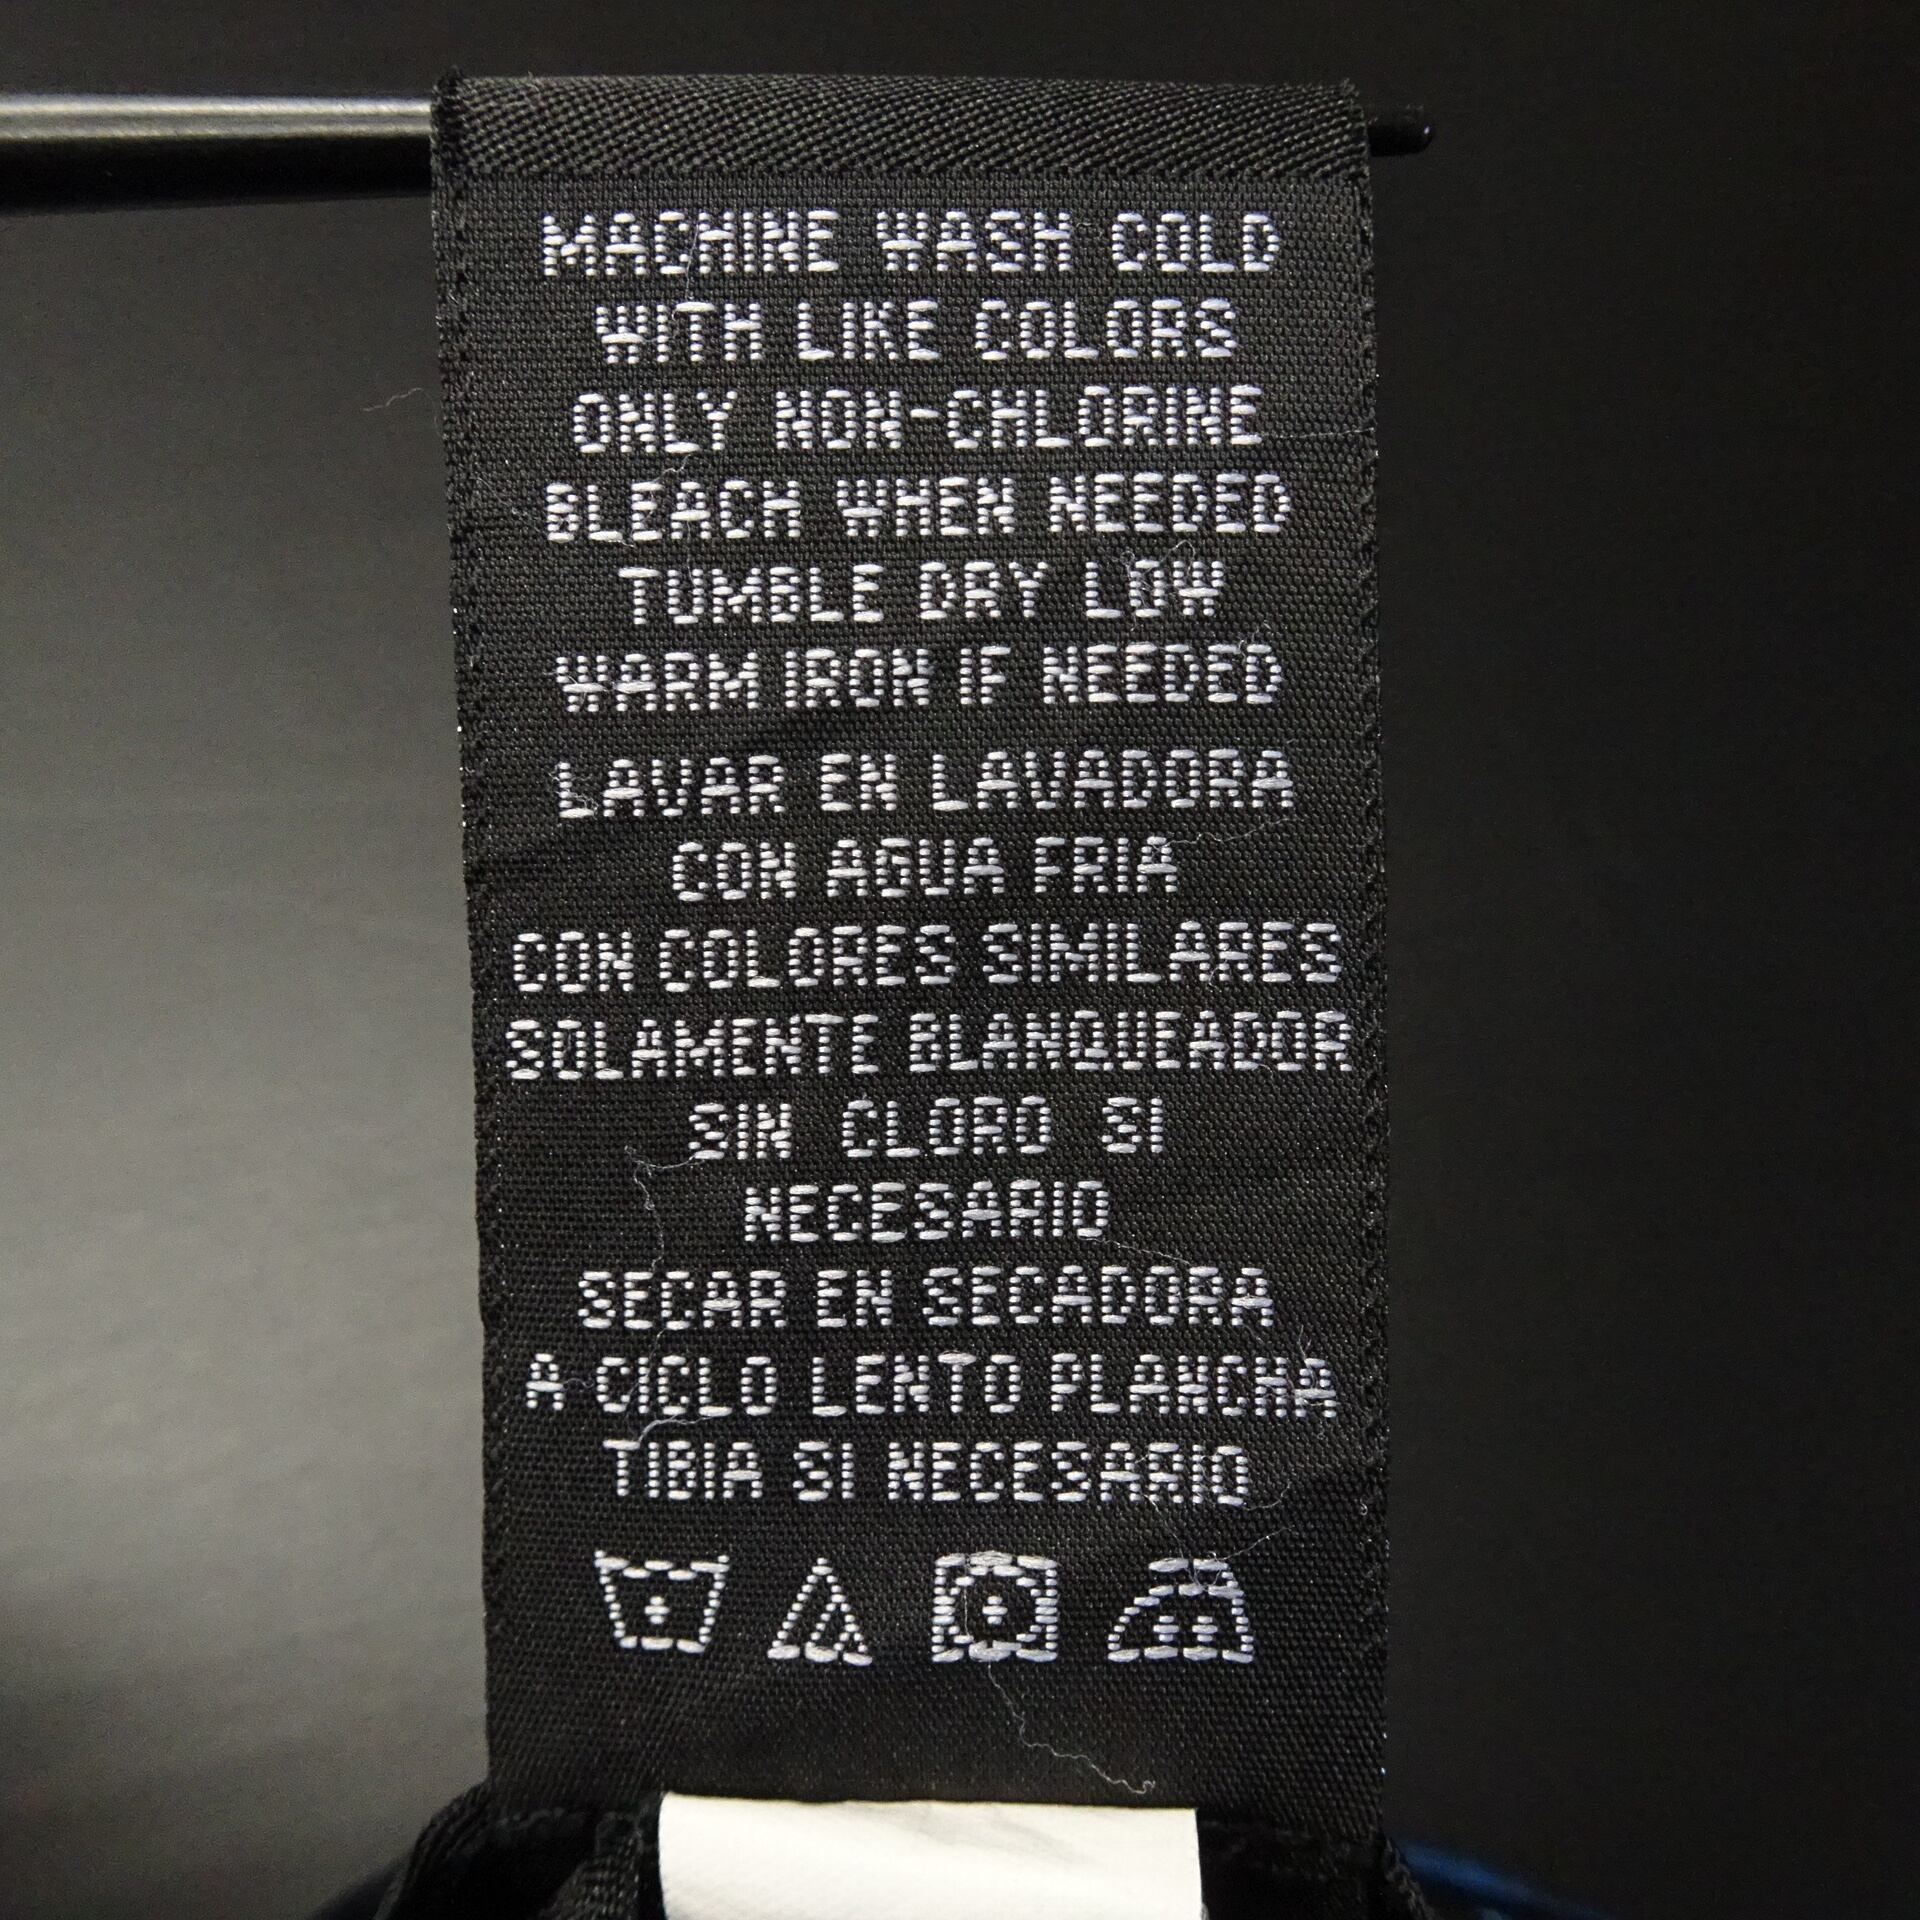 MACHINE WASH COLD
WITH LIKE COLORS
ONLY NON-CHLORINE
BLEACH WHEN NEEDED
TUMBLE DRY LOW
WARM IRON IF NEEDED
LAVAR EN LAVADORA
CON AGUA FRIA
CON COLORES SIMILARES
SOLAMENTE BLANQUEADOR
SIN CLORO SI
NECESARIO
SECAR EN SECADORA
A CICLO LENTO PLANCHA
TIBIA SI NECESARIO